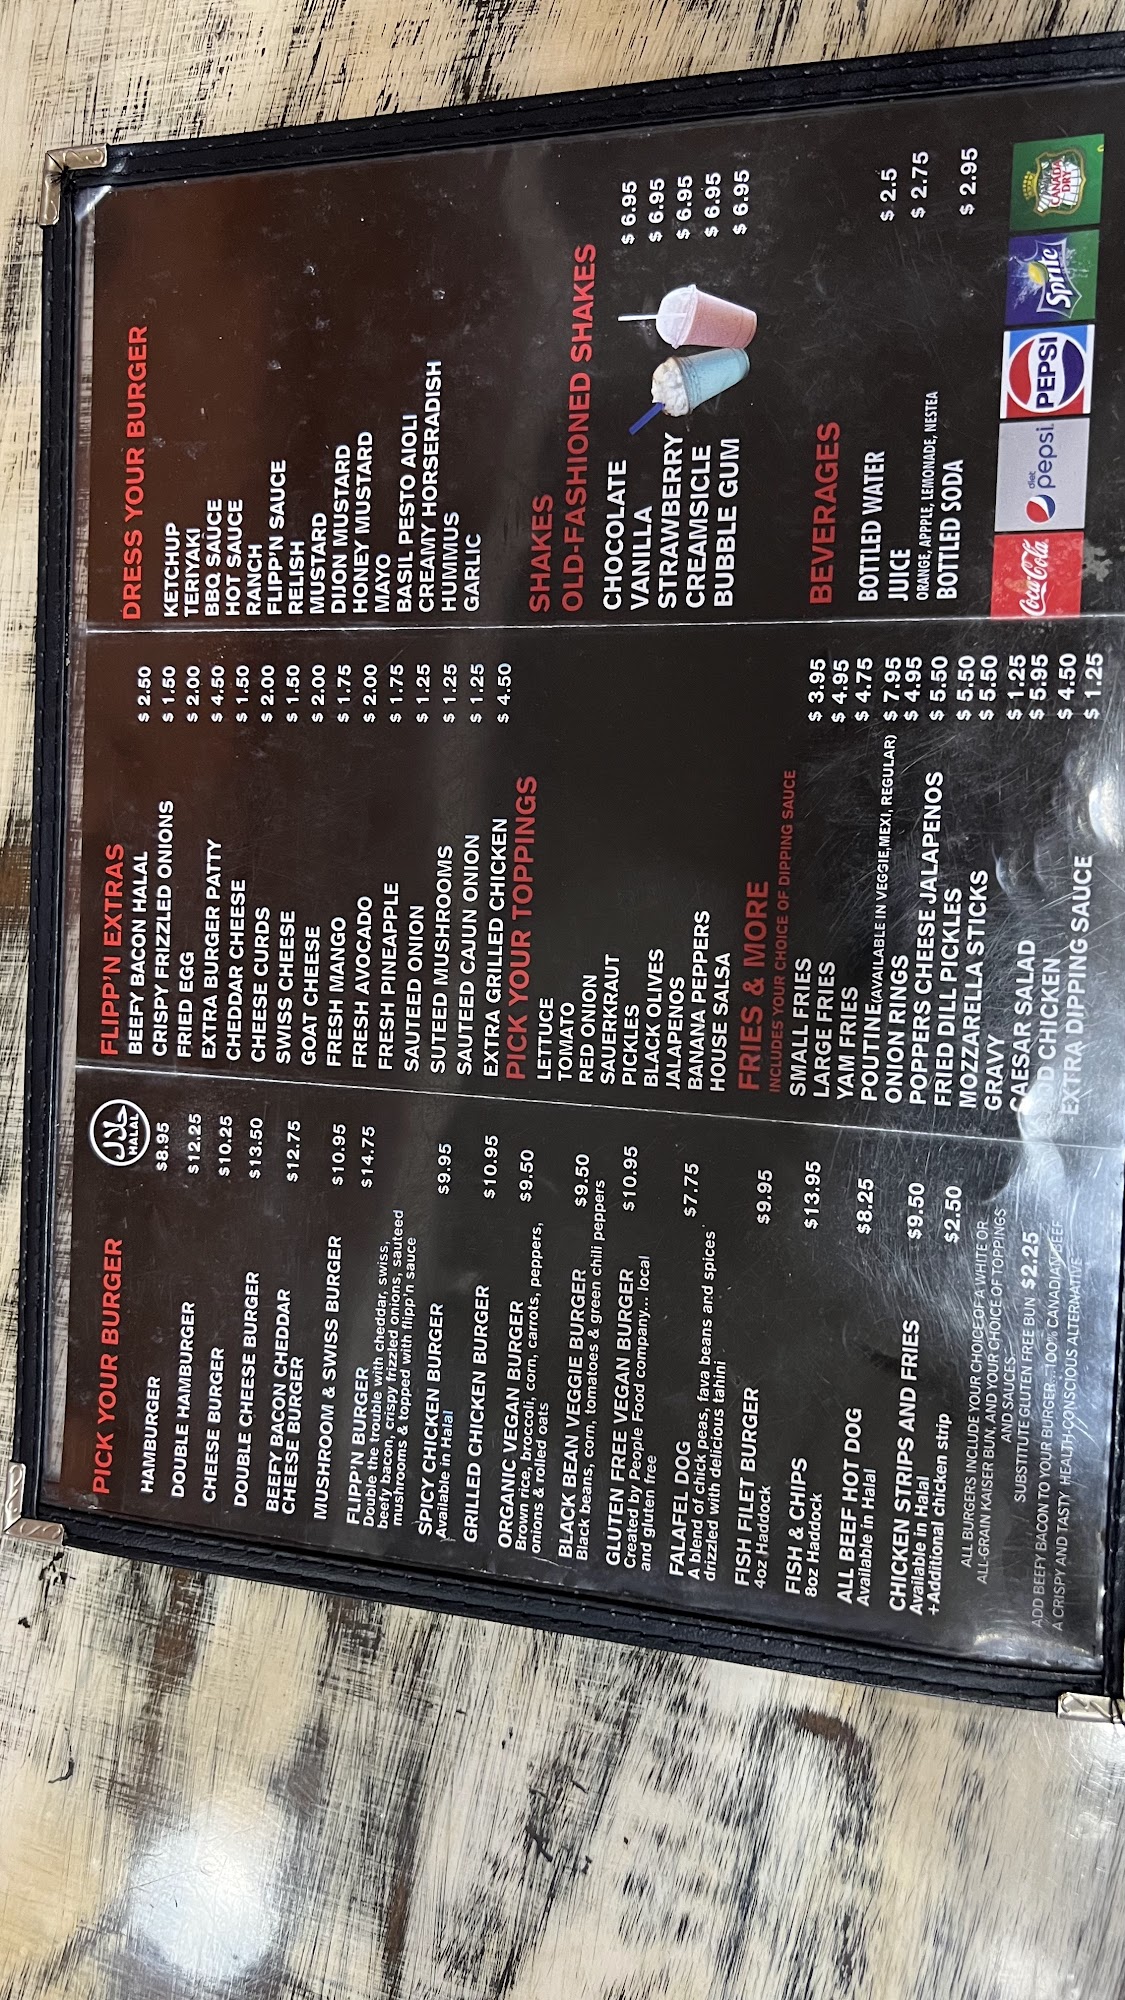 PICK YOUR BURGER
حلال
HALAL
HAMBURGER $8.95
DOUBLE HAMBURGER $12.25
CHEESE BURGER $10.25
DOUBLE CHEESE BURGER $13.50
BEEFY BACON CHEDDAR
CHEESE BURGER $12.75
MUSHROOM & SWISS BURGER $10.95
FLIPP'N BURGER $14.75
Double the trouble with cheddar, swiss,
beefy bacon, crispy frizzled onions, sauteed
mushrooms & topped with flipp'n sauce
SPICY CHICKEN BURGER $9.95
Available in Halal
GRILLED CHICKEN BURGER $10.95
ORGANIC VEGAN BURGER $9.50
Brown rice, broccoli, corn, carrots, peppers,
onions & rolled oats
BLACK BEAN VEGGIE BURGER $9.50
Black beans, corn, tomatoes & green chili peppers
GLUTEN FREE VEGAN BURGER $10.95
Created by People Food company... local
and gluten free
FALAFEL DOG $7.75
A blend of chick peas, fava beans and spices
drizzled with delicious tahini
FISH FILET BURGER $9.95
4oz Haddock
FISH & CHIPS $13.95
8oz Haddock
ALL BEEF HOT DOG $8.25
Available in Halal
CHICKEN STRIPS AND FRIES $9.50
Available in Halal
+Additional chicken strip $2.50
ALL BURGERS INCLUDE YOUR CHOICE OF A WHITE OR
ALL-GRAIN KAISER BUN, AND YOUR CHOICE OF TOPPINGS
AND SAUCES
SUBSTITUTE GLUTEN FREE BUN $2.25
ADD BEEFY BACON TO YOUR BURGER...100% CANADIAN BEEF
A CRISPY AND TASTY HEALTH-CONSCIOUS ALTERNATIVE
FLIPP'N EXTRAS
BEEFY BACON HALAL $ 2.50
CRISPY FRIZZLED ONIONS $ 1.50
FRIED EGG $ 2.00
EXTRA BURGER PATTY $ 4.50
CHEDDAR CHEESE $ 1.50
CHEESE CURDS $ 2.00
SWISS CHEESE $ 1.50
GOAT CHEESE $ 2.00
FRESH MANGO $ 1.75
FRESH AVOCADO $ 2.00
FRESH PINEAPPLE $ 1.75
SAUTED ONION $ 1.25
SUTEED MUSHROOMS $ 1.25
SAUTED CAJUN ONION $ 1.25
EXTRA GRILLED CHICKEN $ 4.50
PICK YOUR TOPPINGS
LETTUCE
TOMATO
RED ONION
SAUERKRAUT
PICKLES
BLACK OLIVES
JALAPENOS
BANANA PEPPERS
HOUSE SALSA
FRIES & MORE
INCLUDES YOUR CHOICE OF DIPPING SAUCE
SMALL FRIES $ 3.95
LARGE FRIES $ 4.95
YAM FRIES $ 4.75
POUTINE(AVAILABLE IN VEGGIE,MEXI, REGULAR) $ 7.95
ONION RINGS $ 4.95
POPPERS CHEESE JALAPENOS $ 5.50
FRIED DILL PICKLES $ 5.50
MOZZARELLA STICKS $ 5.50
GRAVY $ 1.25
CAESAR SALAD $ 5.95
CHICKEN $ 4.50
EXTRA DIPPING SAUCE $ 1.25
DRESS YOUR BURGER
KETCHUP
TERIYAKI
BBQ SAUCE
HOT SAUCE
RANCH
FLIPP'N SAUCE
RELISH
MUSTARD
DIJON MUSTARD
HONEY MUSTARD
MAYO
BASIL PESTO AIOLI
CREAMY HORSERADISH
HUMMUS
GARLIC
SHAKES
OLD-FASHIONED SHAKES
CHOCOLATE $ 6.95
VANILLA $ 6.95
STRAWBERRY $ 6.95
CREAMSICLE $ 6.95
BUBBLE GUM $ 6.95
BEVERAGES
BOTTLED WATER $ 2.5
JUICE $ 2.75
ORANGE, APPPLE, LEMONADE, NESTEA
BOTTLED SODA $ 2.95
Coca-Cola
diet
pepsi
PEPSI
Sprite
CANADA
DRY